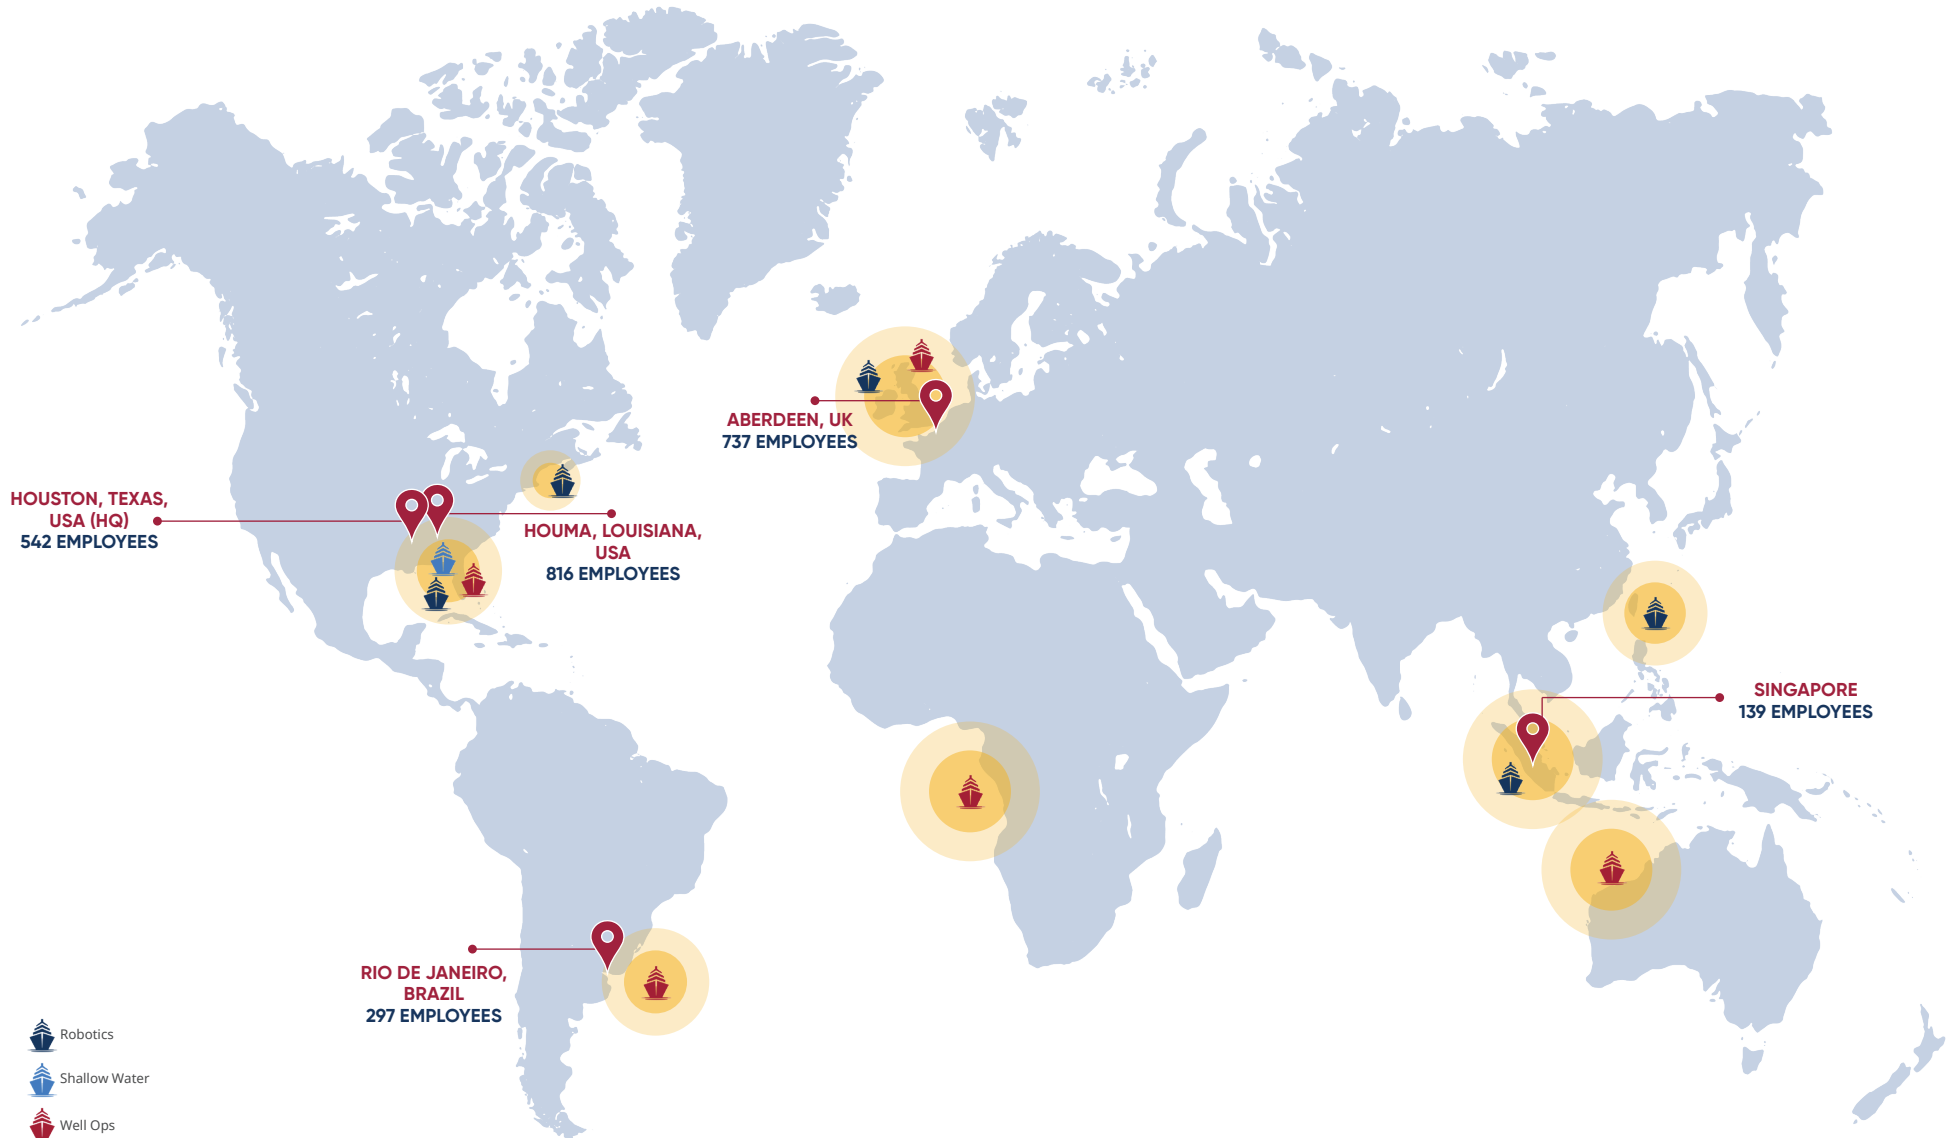 ABERDEEN, UK
737 EMPLOYEES
HOUSTON, TEXAS,
USA (HQ)
542 EMPLOYEES
HOUMA, LOUISIANA,
USA
816 EMPLOYEES
SINGAPORE
139 EMPLOYEES
RIO DE JANEIRO,
BRAZIL
297 EMPLOYEES
Robotics
Shallow Water
Well Ops